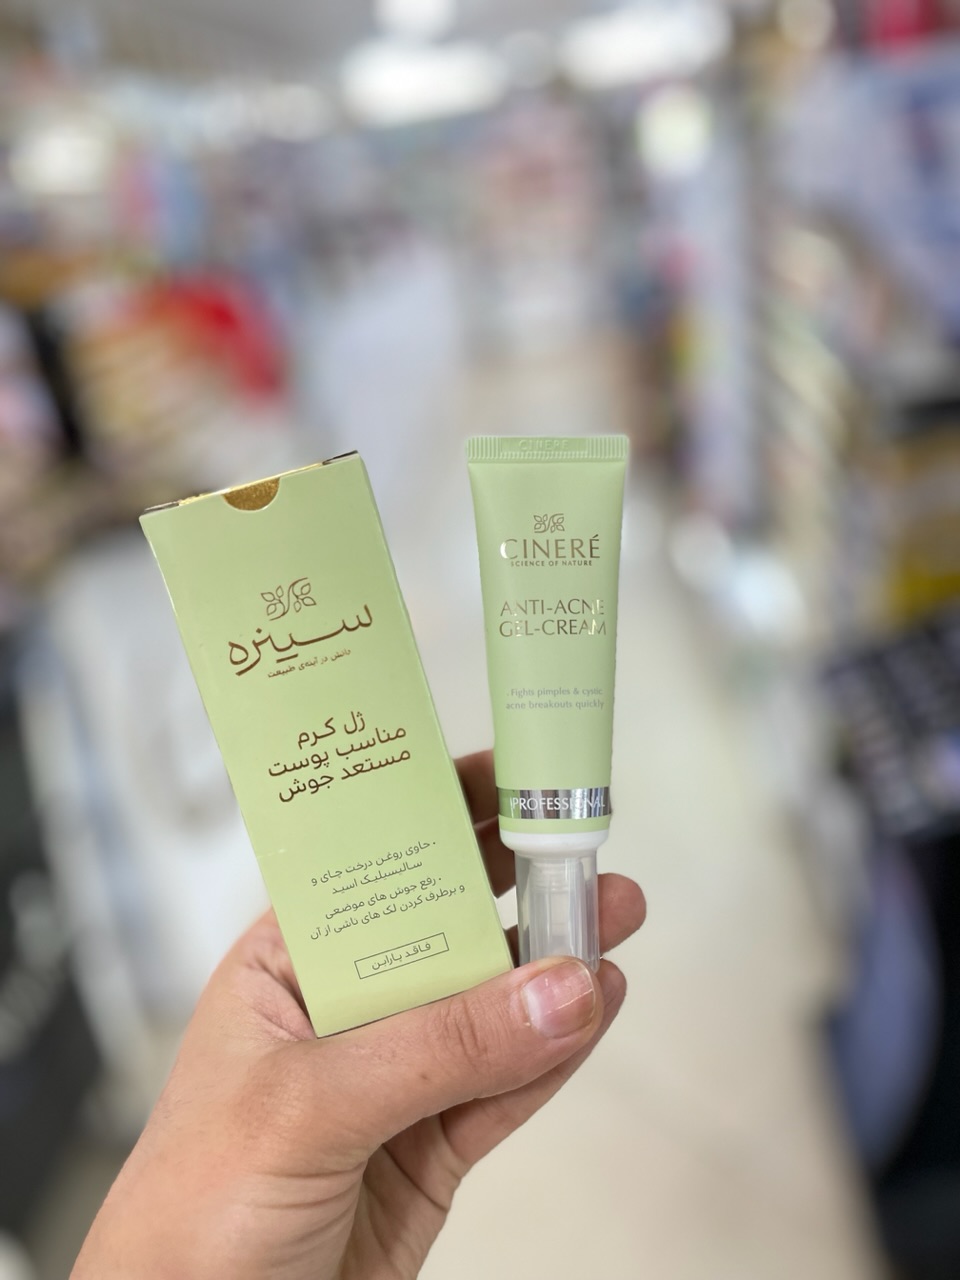 سینره
دانش در آینه‌ی طبیعت
ژل کرم
مناسب پوست
مستعد جوش
• حاوی روغن درخت چای و
سالیسیلیک اسید
• رفع جوش های موضعی
و برطرف کردن لک های ناشی از آن
فاقد پارابن
CINERÉ
CINERÉ
SCIENCE OF NATURE
ANTI-ACNE
GEL-CREAM
• Fights pimples & cystic
acne breakouts quickly
PROFESSIONAL